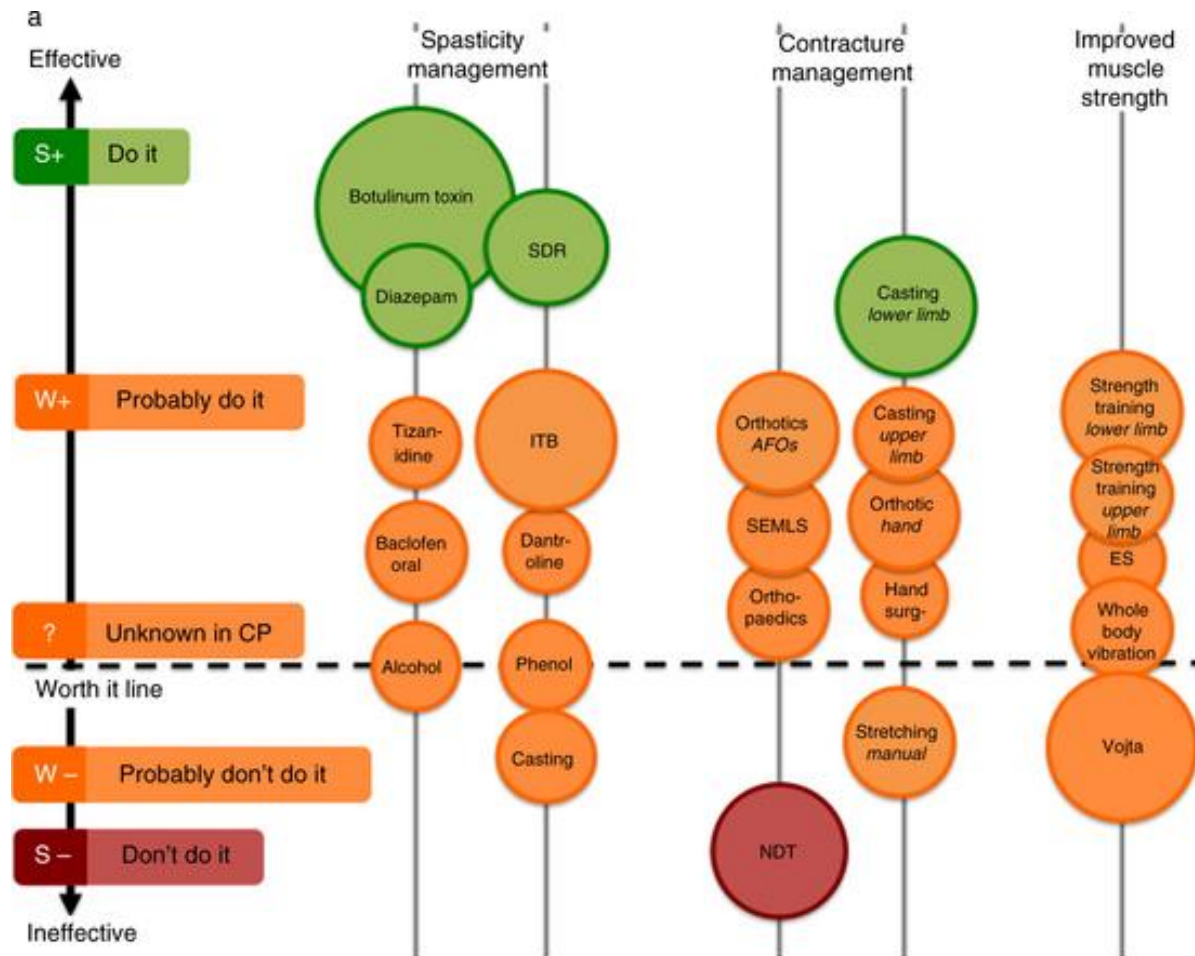 a
Effective
S+ Do it
W+ Probably do it
? Unknown in CP
Worth it line
W – Probably don't do it
S – Don't do it
Ineffective
Spasticity
management
Botulinum toxin
Diazepam
Tizan-
idine
Baclofen
oral
Alcohol
SDR
ITB
Dantr-
oline
Phenol
Casting
Contracture
management
Orthotics
AFOs
SEMLS
Ortho-
paedics
NDT
Casting
lower limb
Casting
upper
limb
Orthotic
hand
Hand
surg-
Stretching
manual
Improved
muscle
strength
Strength
training
lower limb
Strength
training
upper
limb
ES
Whole
body
vibration
Vojta